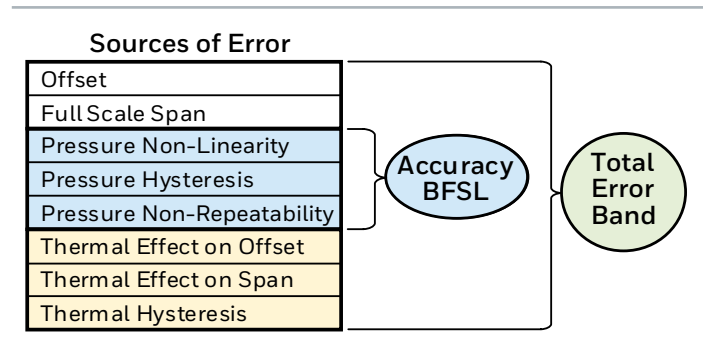 Sources of Error
Offset
Full Scale Span
Pressure Non-Linearity
Pressure Hysteresis
Pressure Non-Repeatability
Thermal Effect on Offset
Thermal Effect on Span
Thermal Hysteresis
Accuracy
BFSL
Total
Error
Band